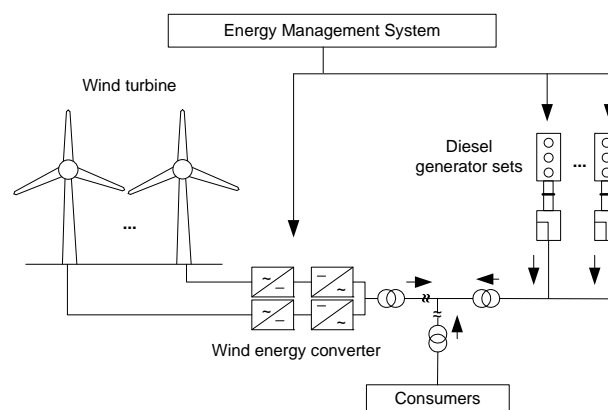 Energy Management System
Wind turbine
Diesel
generator sets
...
...
~
–
–
~
~
–
–
~
≈
≈
Wind energy converter
Consumers